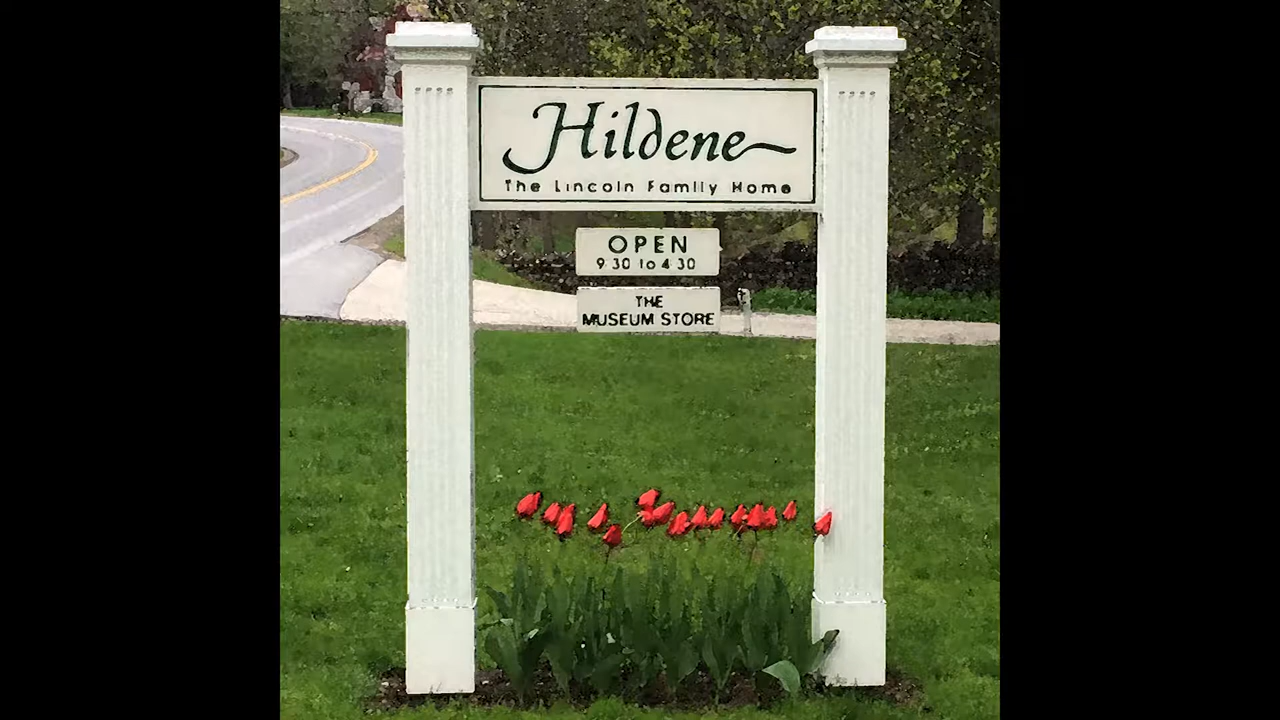 Hildene
The Lincoln Family Home
OPEN
9:30 to 4:30
THE
MUSEUM STORE